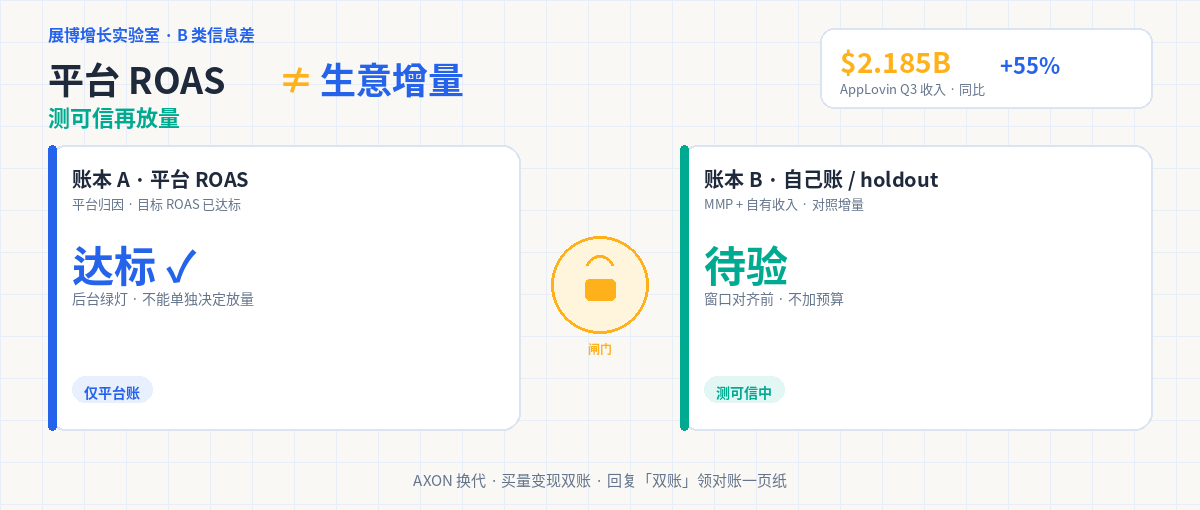 展博增长实验室 · B 类信息差
平台 ROAS ≠ 生意增量
测可信再放量
$2.185B +55%
AppLovin Q3 收入 · 同比
账本 A · 平台 ROAS
平台归因 · 目标 ROAS 已达标
达标 ✓
后台绿灯 · 不能单独决定放量
仅平台账
闸门
账本 B · 自己账 / holdout
MMP + 自有收入 · 对照增量
待验
窗口对齐前 · 不加预算
测可信中
AXON 换代 · 买量变现双账 · 回复「双账」领对账一页纸